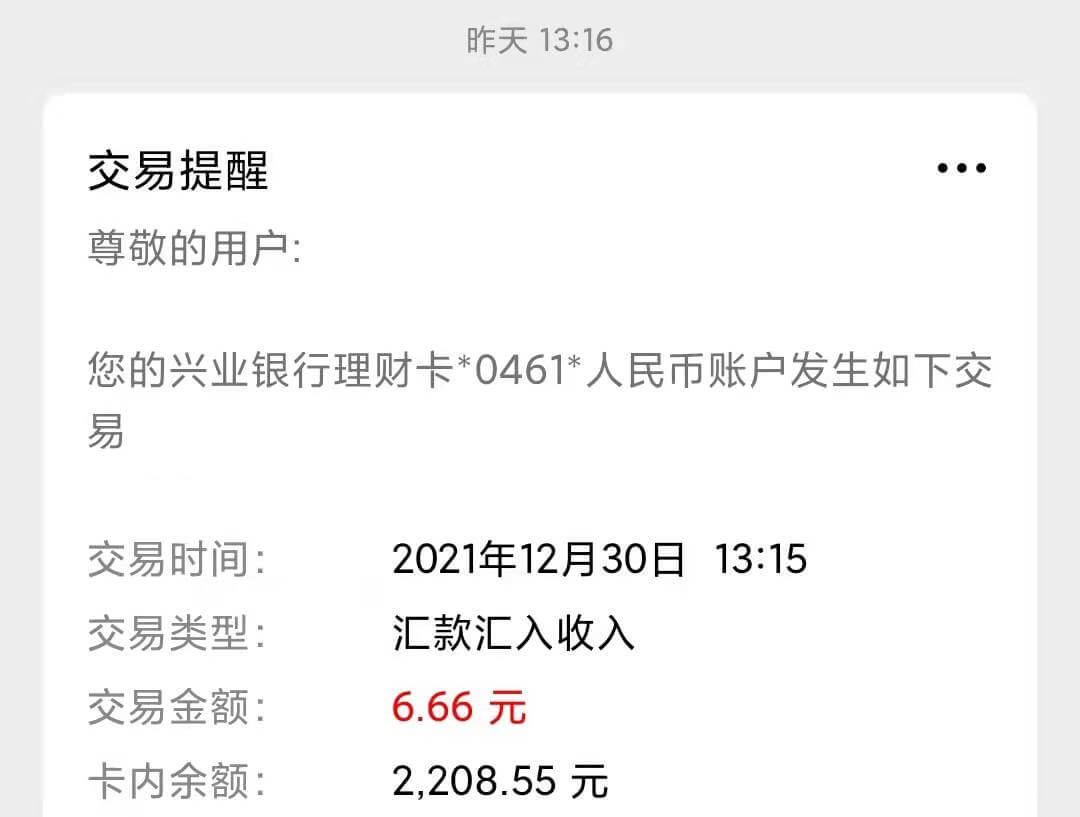 昨天 13:16
交易提醒
尊敬的用户:
您的兴业银行理财卡*0461*人民币账户发生如下交
易
交易时间: 2021年12月30日 13:15
交易类型: 汇款汇入收入
交易金额: 6.66 元
卡内余额: 2,208.55 元